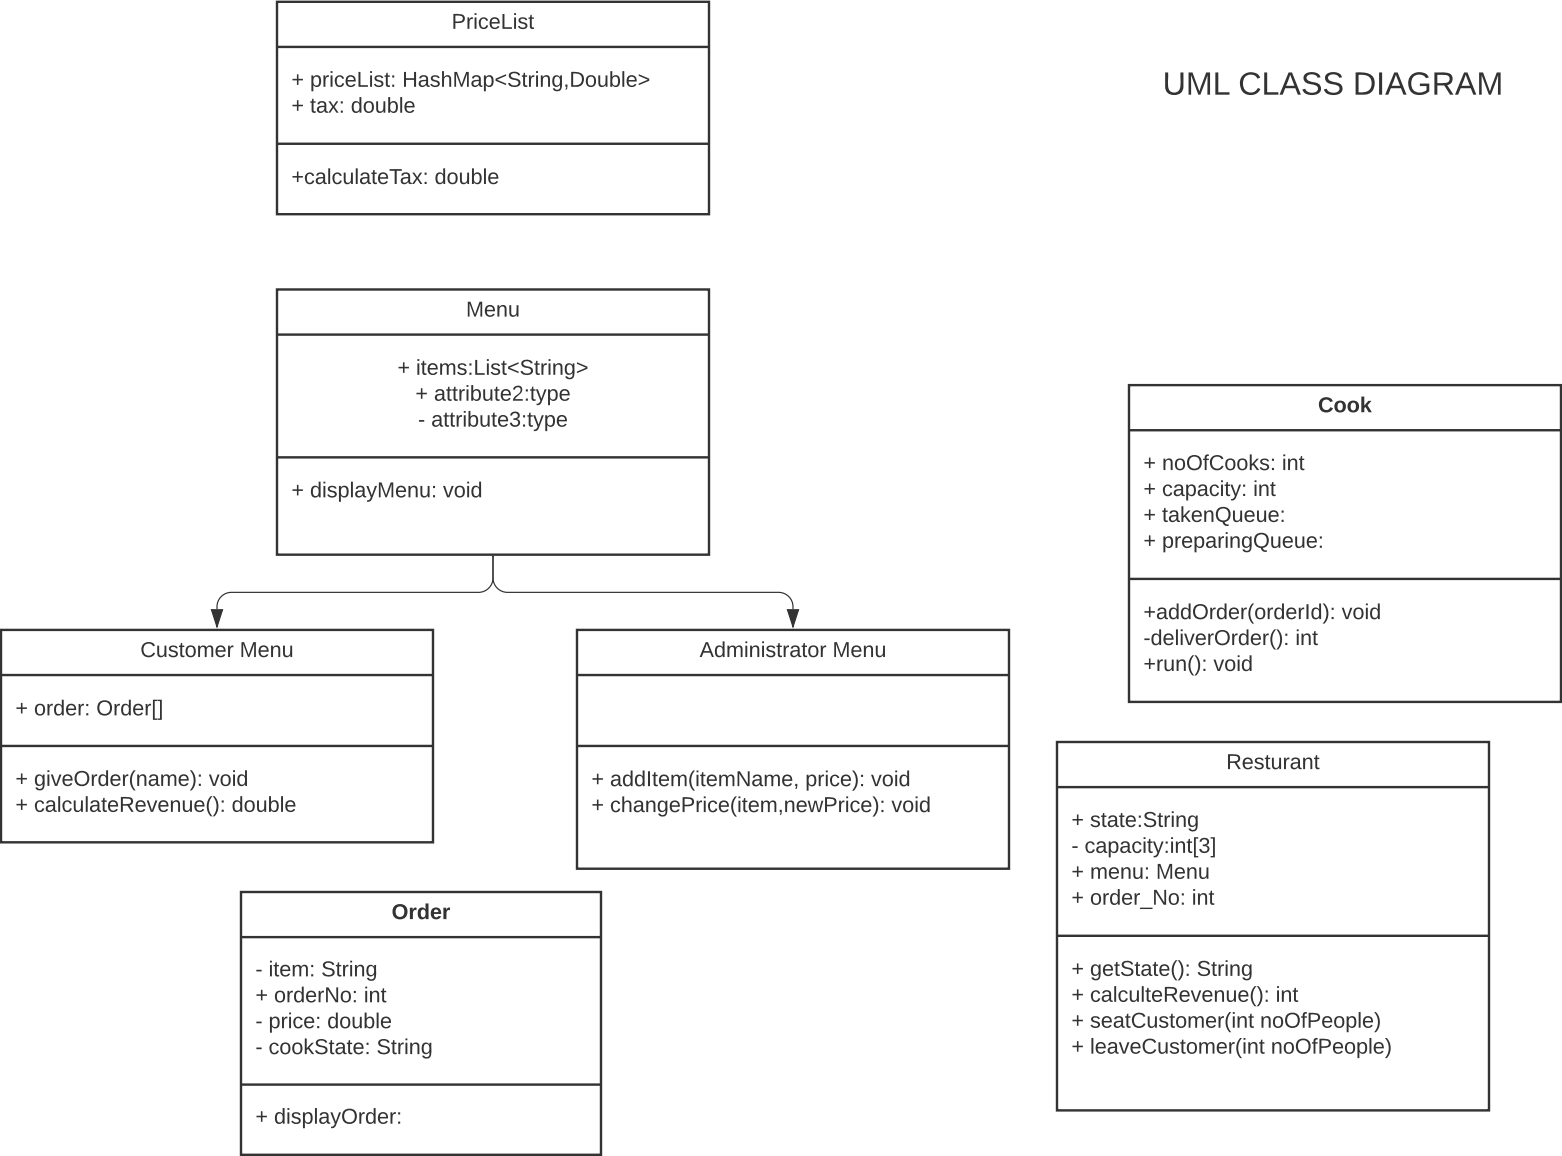 PriceList
+ priceList: HashMap<String,Double>
+ tax: double
+calculateTax: double
UML CLASS DIAGRAM
Menu
+ items:List<String>
+ attribute2:type
- attribute3:type
+ displayMenu: void
Cook
+ noOfCooks: int
+ capacity: int
+ takenQueue:
+ preparingQueue:
+addOrder(orderId): void
-deliverOrder(): int
+run(): void
Customer Menu
+ order: Order[]
+ giveOrder(name): void
+ calculateRevenue(): double
Administrator Menu
+ addItem(itemName, price): void
+ changePrice(item,newPrice): void
Resturant
+ state:String
- capacity:int[3]
+ menu: Menu
+ order_No: int
+ getState(): String
+ calculteRevenue(): int
+ seatCustomer(int noOfPeople)
+ leaveCustomer(int noOfPeople)
Order
- item: String
+ orderNo: int
- price: double
- cookState: String
+ displayOrder: